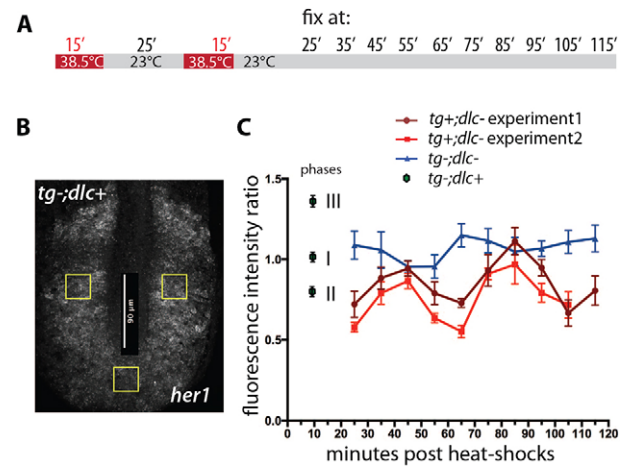 A
fix at:
15′ 25′ 15′ 25′ 35′ 45′ 55′ 65′ 75′ 85′ 95′ 105′ 115′
38.5°C 23°C 38.5°C 23°C
B
tg-;dlc+
90 μm
her1
C
tg+;dlc- experiment1
tg+;dlc- experiment2
tg-;dlc-
tg-;dlc+
phases
III
I
II
fluorescence intensity ratio
1.5
1.0
0.5
0.0
0 10 20 30 40 50 60 70 80 90 100 110 120
minutes post heat-shocks